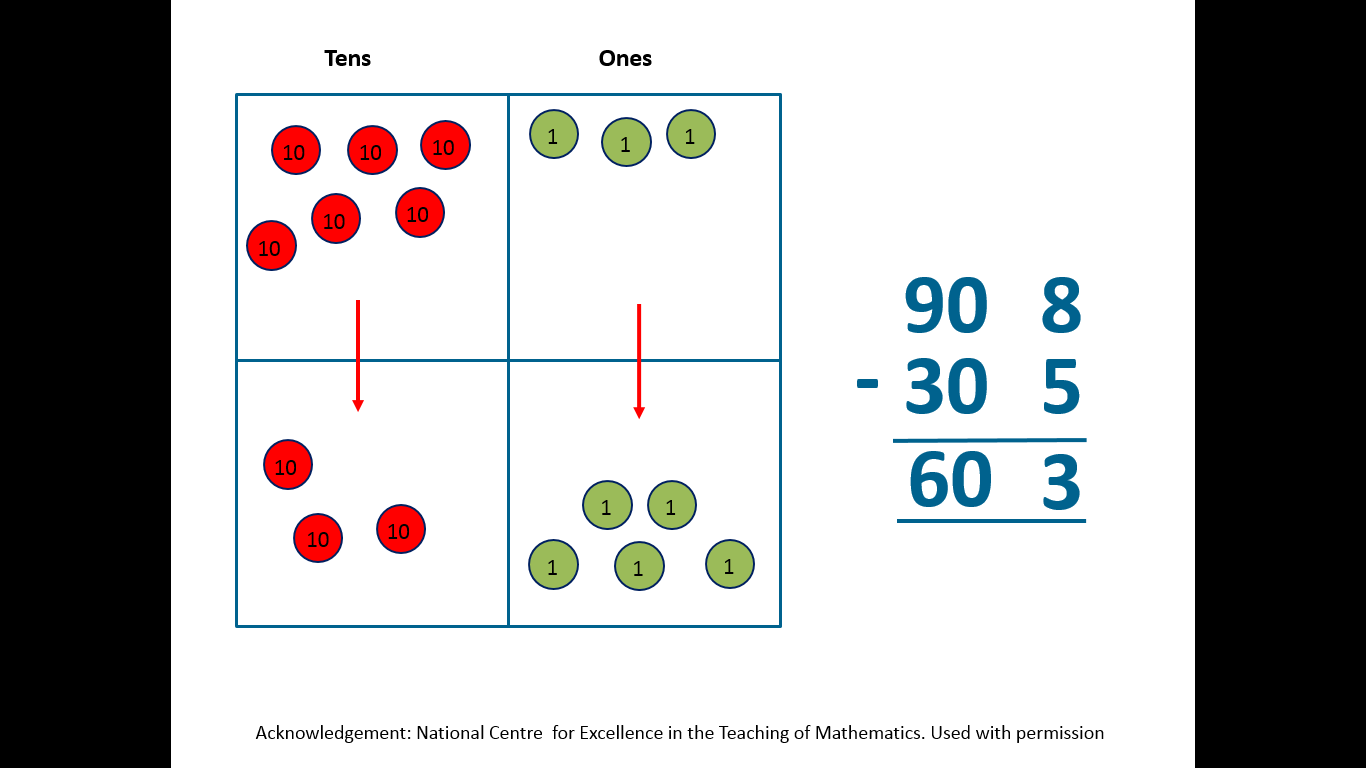 Tens Ones
10 10 10 1 1 1
10 10 10
90 8
- 30 5
60 3
10 1 1
10 10 1 1 1
Acknowledgement: National Centre for Excellence in the Teaching of Mathematics. Used with permission